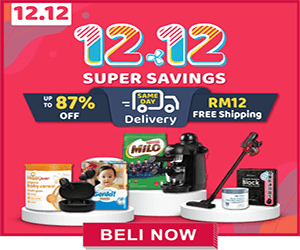 12.12
12.12
SUPER SAVINGS
UP TO 87% OFF
SAME DAY Delivery
RM12 FREE Shipping
MILO
Block
BELI NOW